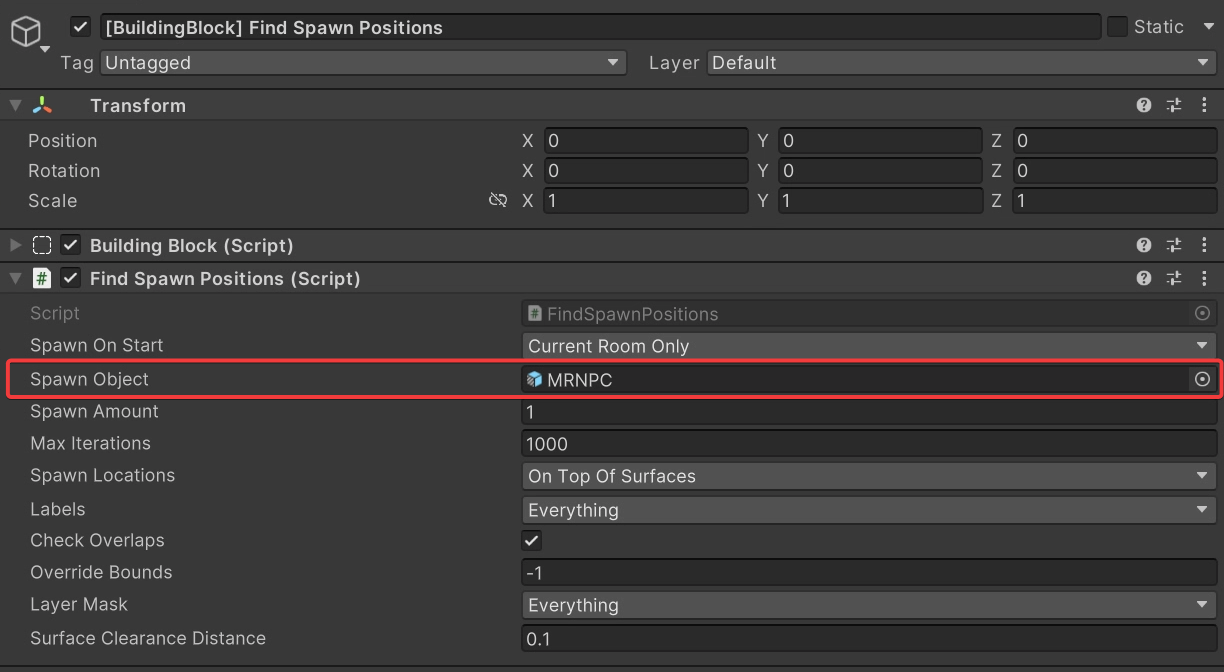 [BuildingBlock] Find Spawn Positions Static
Tag Untagged Layer Default
Transform
Position X 0 Y 0 Z 0
Rotation X 0 Y 0 Z 0
Scale X 1 Y 1 Z 1
Building Block (Script)
# Find Spawn Positions (Script)
Script # FindSpawnPositions
Spawn On Start Current Room Only
Spawn Object MRNPC
Spawn Amount 1
Max Iterations 1000
Spawn Locations On Top Of Surfaces
Labels Everything
Check Overlaps
Override Bounds -1
Layer Mask Everything
Surface Clearance Distance 0.1